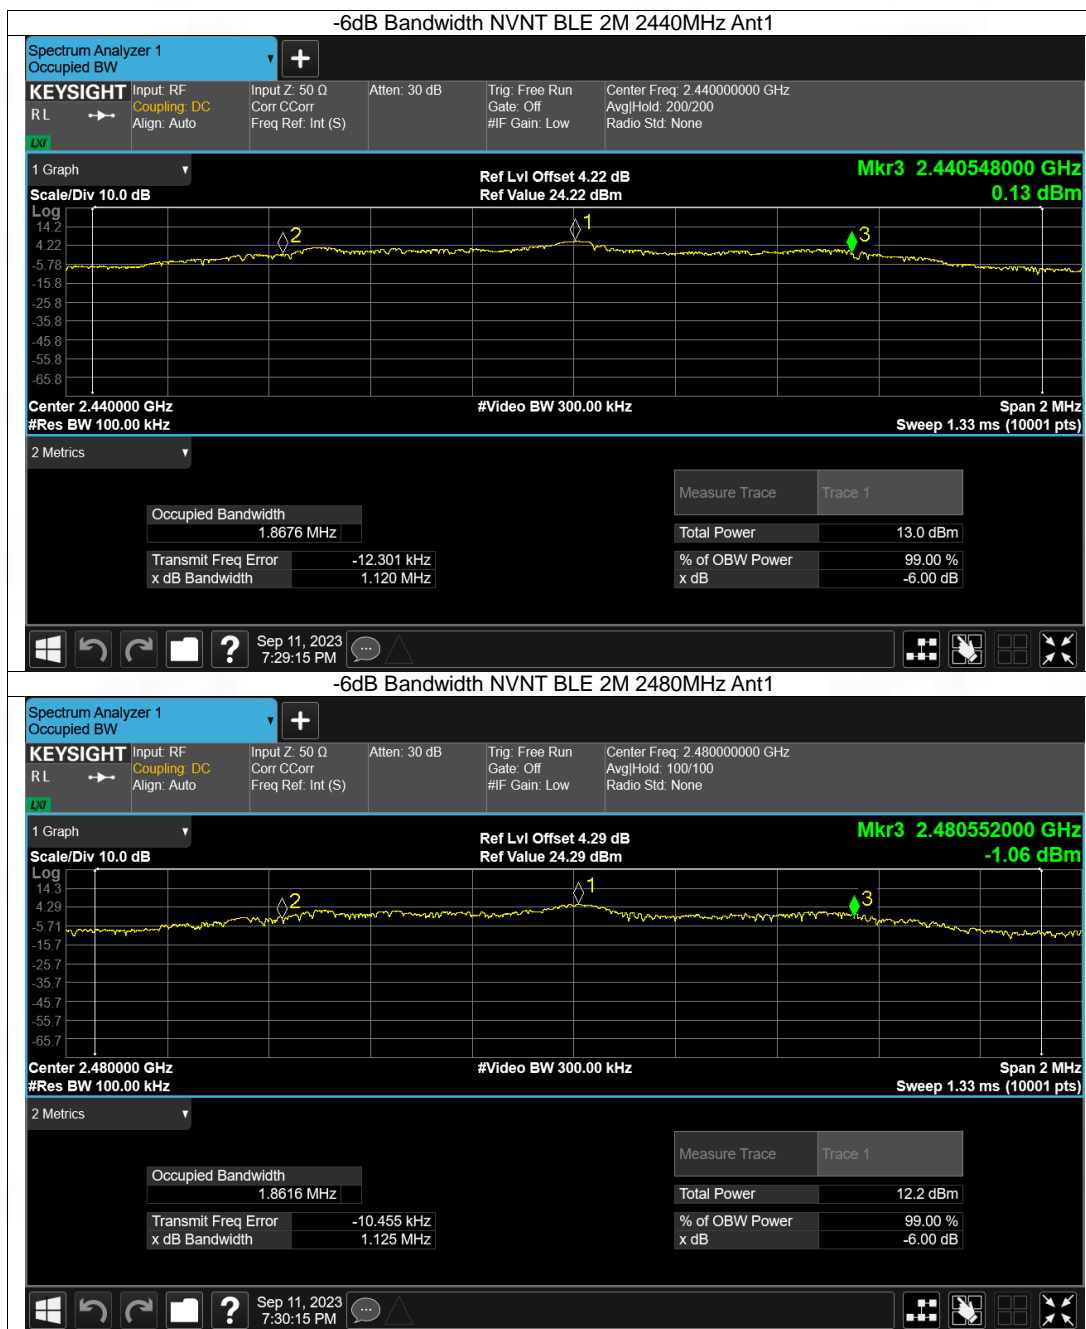 -6dB Bandwidth NVNT BLE 2M 2440MHz Ant1
Spectrum Analyzer 1
Occupied BW
KEYSIGHT
R L
LXI
Input: RF
Coupling: DC
Align: Auto
Input Z: 50 Ω
Corr CCorr
Freq Ref: Int (S)
Atten: 30 dB
Trig: Free Run
Gate: Off
#IF Gain: Low
Center Freq: 2.440000000 GHz
Avg|Hold: 200/200
Radio Std: None
1 Graph
Scale/Div 10.0 dB
Ref Lvl Offset 4.22 dB
Ref Value 24.22 dBm
Mkr3 2.440548000 GHz
0.13 dBm
Log
14.2
4.22
-5.78
-15.8
-25.8
-35.8
-45.8
-55.8
-65.8
2
1
3
Center 2.440000 GHz
#Video BW 300.00 kHz
Span 2 MHz
#Res BW 100.00 kHz
Sweep 1.33 ms (10001 pts)
2 Metrics
Measure Trace Trace 1
Occupied Bandwidth
1.8676 MHz
Total Power 13.0 dBm
Transmit Freq Error -12.301 kHz
% of OBW Power 99.00 %
x dB Bandwidth 1.120 MHz
x dB -6.00 dB
?
Sep 11, 2023
7:29:15 PM
-6dB Bandwidth NVNT BLE 2M 2480MHz Ant1
Spectrum Analyzer 1
Occupied BW
KEYSIGHT
R L
LXI
Input: RF
Coupling: DC
Align: Auto
Input Z: 50 Ω
Corr CCorr
Freq Ref: Int (S)
Atten: 30 dB
Trig: Free Run
Gate: Off
#IF Gain: Low
Center Freq: 2.480000000 GHz
Avg|Hold: 100/100
Radio Std: None
1 Graph
Scale/Div 10.0 dB
Ref Lvl Offset 4.29 dB
Ref Value 24.29 dBm
Mkr3 2.480552000 GHz
-1.06 dBm
Log
14.3
4.29
-5.71
-15.7
-25.7
-35.7
-45.7
-55.7
-65.7
2
1
3
Center 2.480000 GHz
#Video BW 300.00 kHz
Span 2 MHz
#Res BW 100.00 kHz
Sweep 1.33 ms (10001 pts)
2 Metrics
Measure Trace Trace 1
Occupied Bandwidth
1.8616 MHz
Total Power 12.2 dBm
Transmit Freq Error -10.455 kHz
% of OBW Power 99.00 %
x dB Bandwidth 1.125 MHz
x dB -6.00 dB
?
Sep 11, 2023
7:30:15 PM